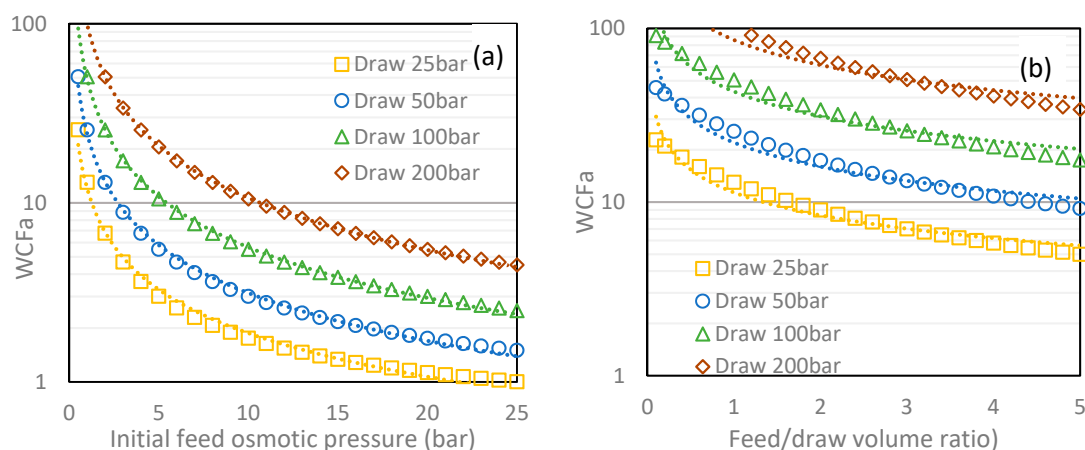 (a)
100
10
1
WCFa
Draw 25bar
Draw 50bar
Draw 100bar
Draw 200bar
0 5 10 15 20 25
Initial feed osmotic pressure (bar)
(b)
100
10
1
WCFa
Draw 25bar
Draw 50bar
Draw 100bar
Draw 200bar
0 1 2 3 4 5
Feed/draw volume ratio)